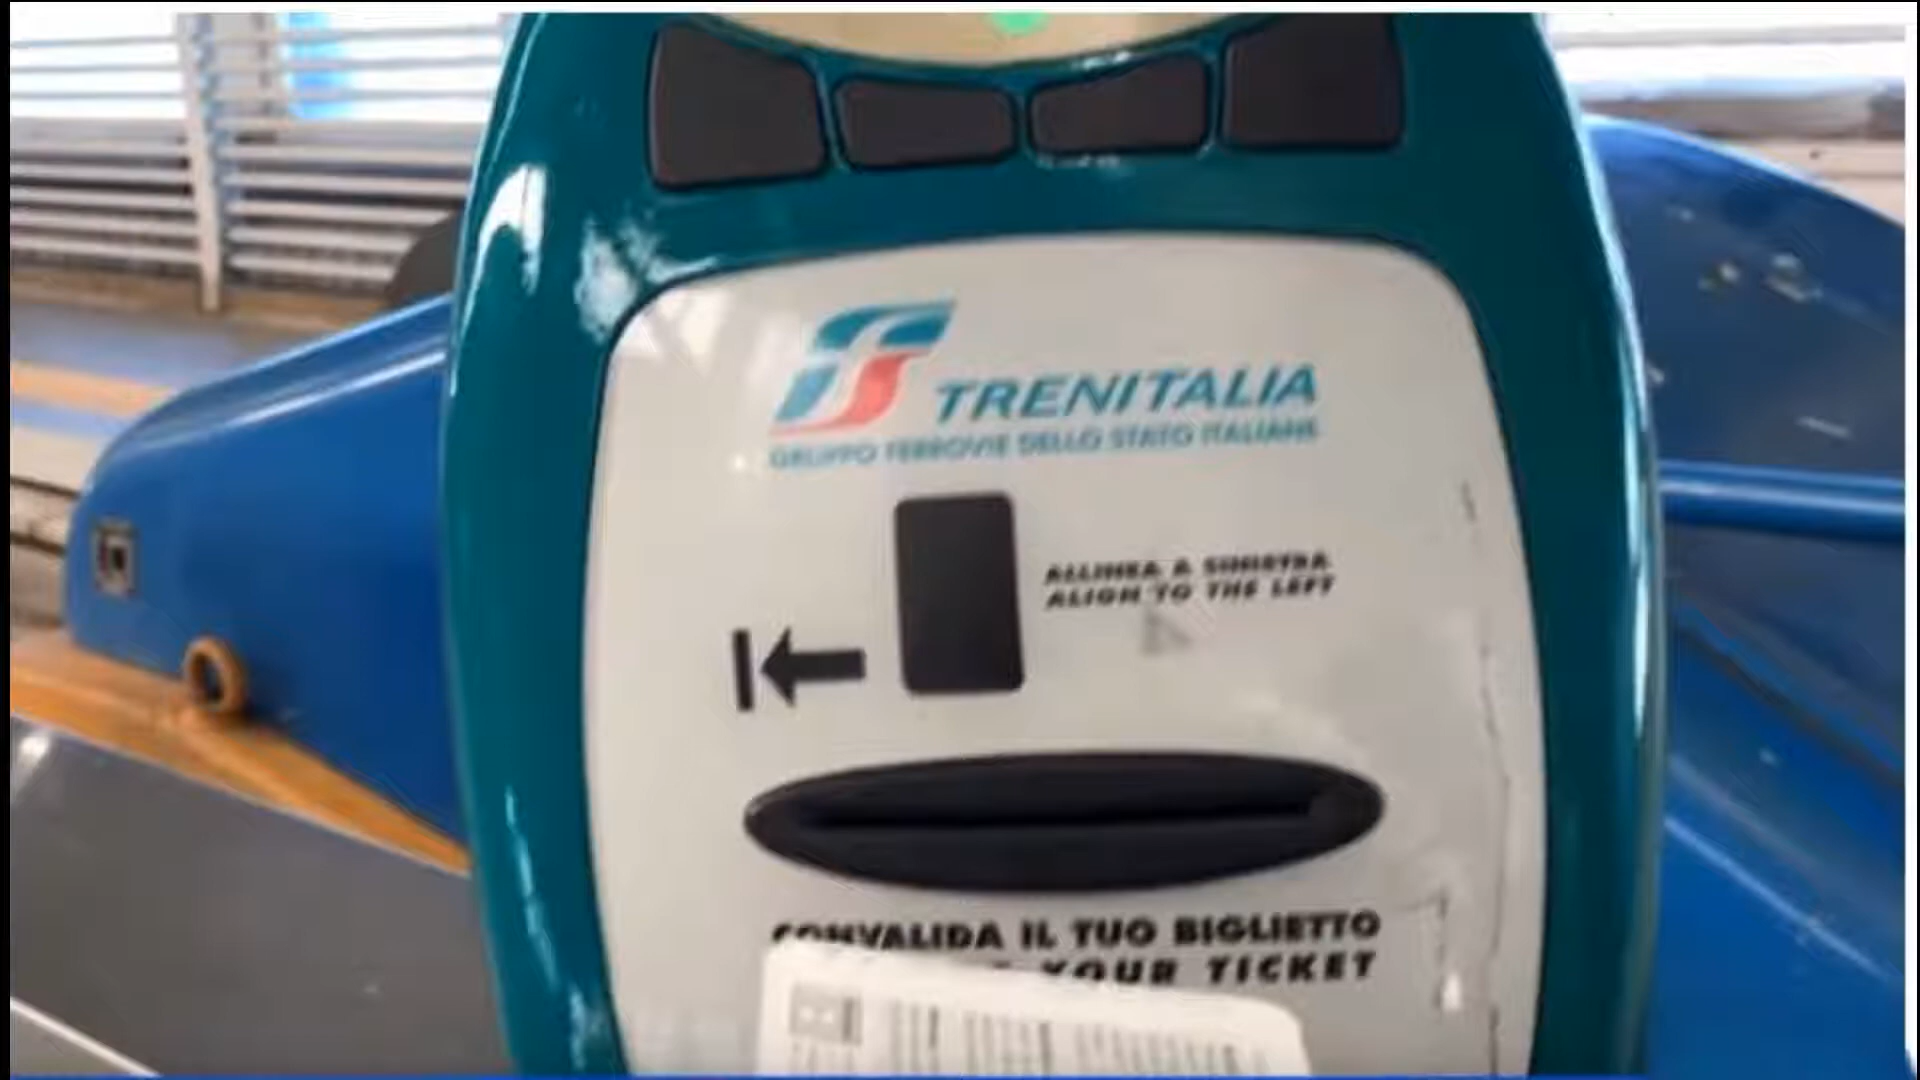 TRENITALIA
GRUPPO FERROVIE DELLO STATO ITALIANE
ALLINEA A SINISTRA
ALIGN TO THE LEFT
CONVALIDA IL TUO BIGLIETTO
YOUR TICKET